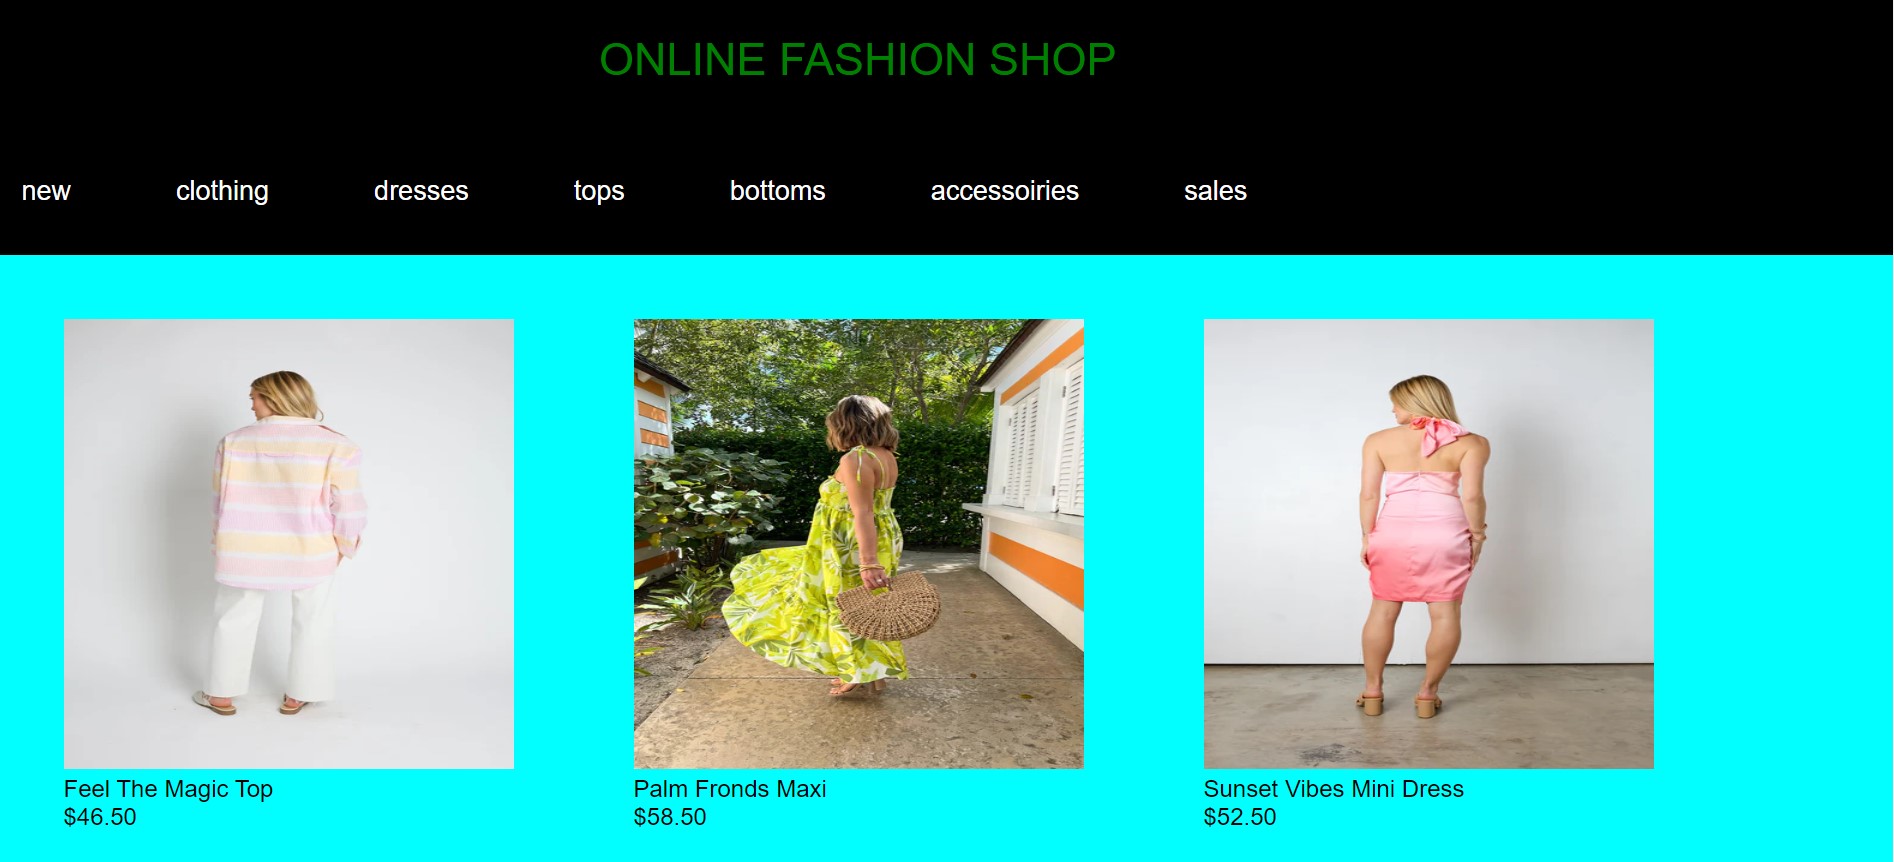 ONLINE FASHION SHOP
new clothing dresses tops bottoms accessoiries sales
Feel The Magic Top
$46.50
Palm Fronds Maxi
$58.50
Sunset Vibes Mini Dress
$52.50